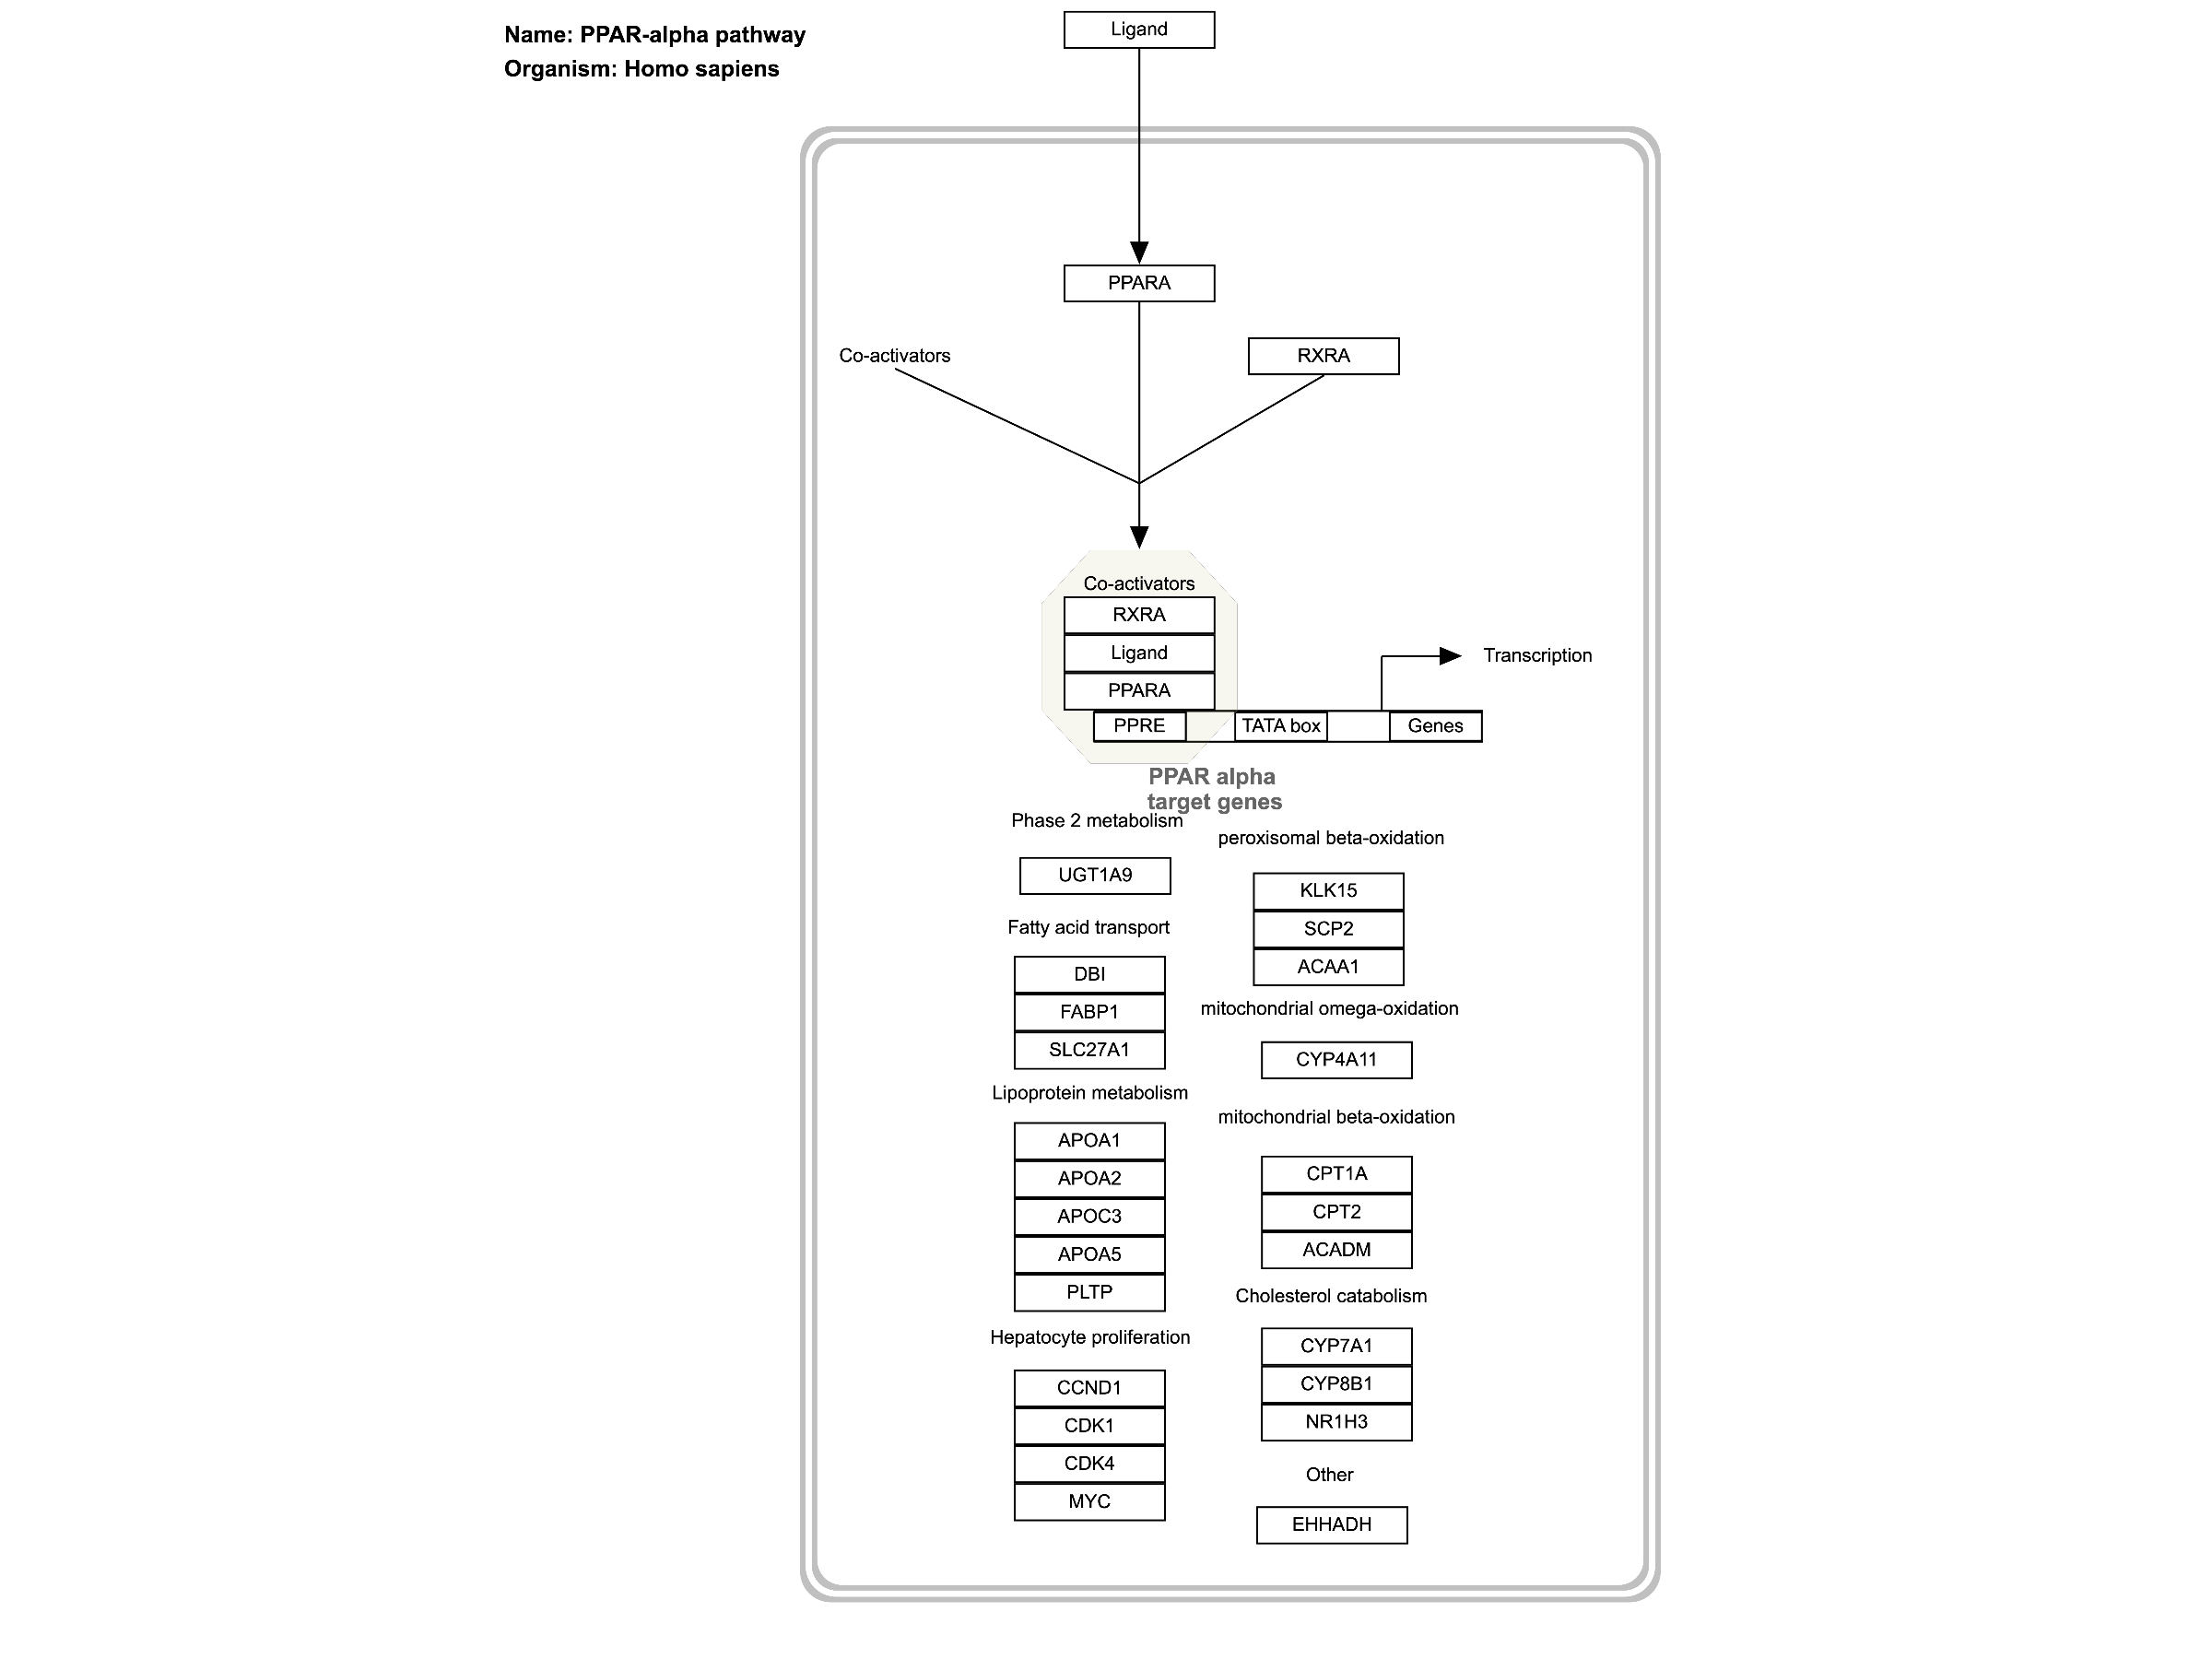 Name: PPAR-alpha pathway
Organism: Homo sapiens
Ligand
PPARA
Co-activators
RXRA
Co-activators
RXRA
Ligand
PPARA
Transcription
PPRE
TATA box
Genes
PPAR alpha
target genes
Phase 2 metabolism
UGT1A9
Fatty acid transport
DBI
FABP1
SLC27A1
Lipoprotein metabolism
APOA1
APOA2
APOC3
APOA5
PLTP
Hepatocyte proliferation
CCND1
CDK1
CDK4
MYC
peroxisomal beta-oxidation
KLK15
SCP2
ACAA1
mitochondrial omega-oxidation
CYP4A11
mitochondrial beta-oxidation
CPT1A
CPT2
ACADM
Cholesterol catabolism
CYP7A1
CYP8B1
NR1H3
Other
EHHADH